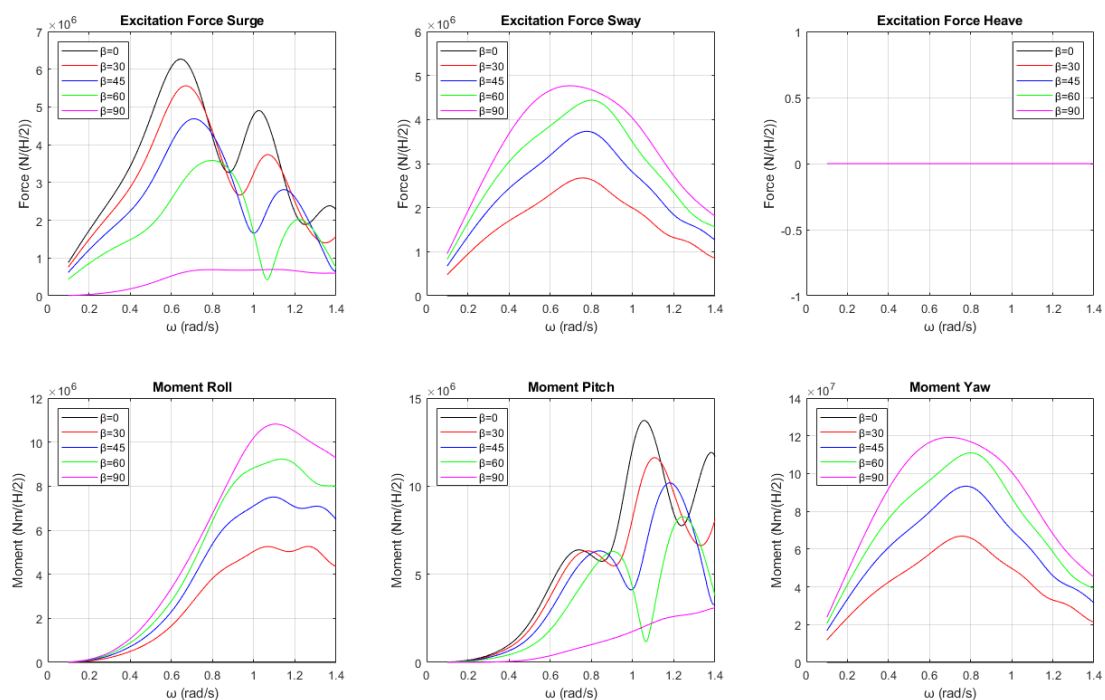 Excitation Force Surge
×10^6
Force (N/(H/2))
7
6
5
4
3
2
1
0
0 0.2 0.4 0.6 0.8 1 1.2 1.4
ω (rad/s)
β=0
β=30
β=45
β=60
β=90
Excitation Force Sway
×10^6
Force (N/(H/2))
6
5
4
3
2
1
0
0 0.2 0.4 0.6 0.8 1 1.2 1.4
ω (rad/s)
β=0
β=30
β=45
β=60
β=90
Excitation Force Heave
Force (N/(H/2))
1
0.5
0
-0.5
-1
0 0.2 0.4 0.6 0.8 1 1.2 1.4
ω (rad/s)
β=0
β=30
β=45
β=60
β=90
Moment Roll
×10^6
Moment (Nm/(H/2))
12
10
8
6
4
2
0
0 0.2 0.4 0.6 0.8 1 1.2 1.4
ω (rad/s)
β=0
β=30
β=45
β=60
β=90
Moment Pitch
×10^6
Moment (Nm/(H/2))
15
10
5
0
0 0.2 0.4 0.6 0.8 1 1.2 1.4
ω (rad/s)
β=0
β=30
β=45
β=60
β=90
Moment Yaw
×10^7
Moment (Nm/(H/2))
14
12
10
8
6
4
2
0
0 0.2 0.4 0.6 0.8 1 1.2 1.4
ω (rad/s)
β=0
β=30
β=45
β=60
β=90